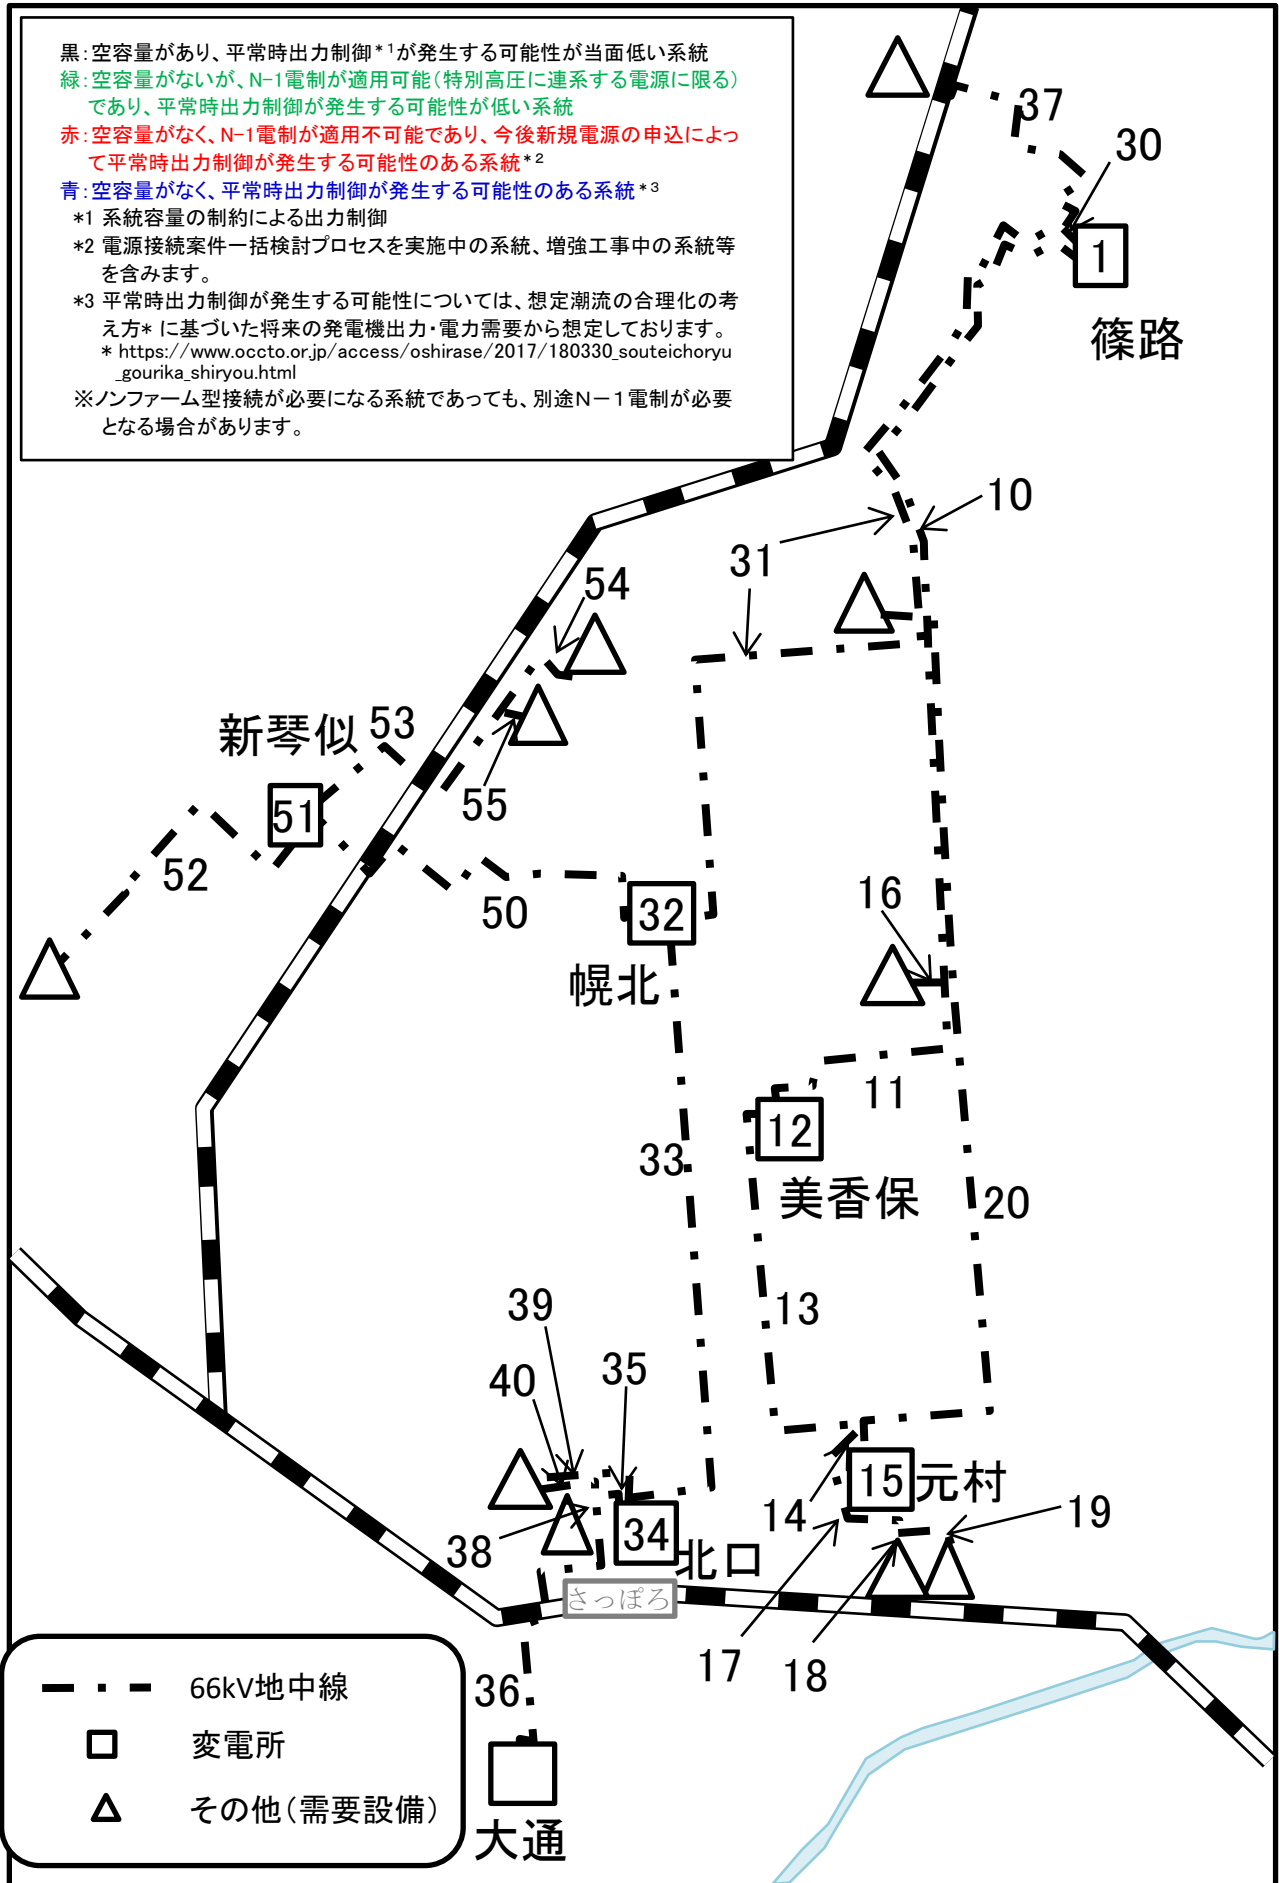 黒:空容量があり、平常時出力制御*1が発生する可能性が当面低い系統
緑:空容量がないが、N-1電制が適用可能(特別高圧に連系する電源に限る)
であり、平常時出力制御が発生する可能性が低い系統
赤:空容量がなく、N-1電制が適用不可能であり、今後新規電源の申込によっ
て平常時出力制御が発生する可能性のある系統*2
青:空容量がなく、平常時出力制御が発生する可能性のある系統*3
*1 系統容量の制約による出力制御
*2 電源接続案件一括検討プロセスを実施中の系統、増強工事中の系統等
を含みます。
*3 平常時出力制御が発生する可能性については、想定潮流の合理化の考
え方* に基づいた将来の発電機出力・電力需要から想定しております。
* https://www.occto.or.jp/access/oshirase/2017/180330_souteichoryu
_gourika_shiryou.html
※ノンファーム型接続が必要になる系統であっても、別途N-1電制が必要
となる場合があります。
37
30
1
篠路
10
31
54
新琴似
53
55
51
52
50
32
16
幌北
11
12
33
美香保
20
13
39
35
40
15
元村
14
19
38
34
北口
さっぽろ
17
18
36
大通
66kV地中線
変電所
その他(需要設備)